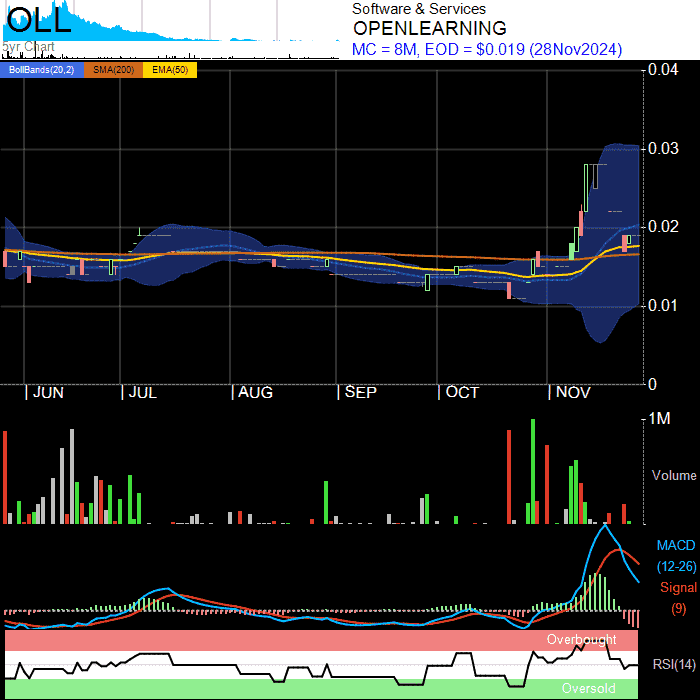 OLL
5yr Chart
Software & Services
OPENLEARNING
MC = 8M, EOD = $0.019 (28Nov2024)
BollBands(20,2) SMA(200) EMA(50)
0.04
0.03
0.02
0.01
0
JUN JUL AUG SEP OCT NOV
1M
Volume
MACD
(12-26)
Signal
(9)
Overbought
RSI(14)
Oversold